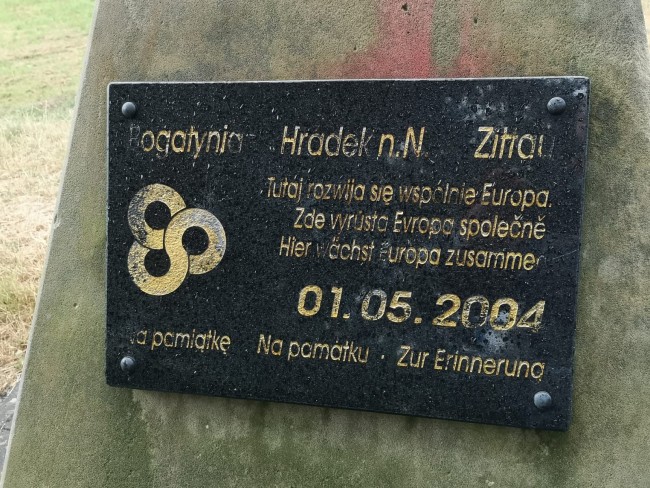 Bogatynia Hradek n.N. Zittau
Tutaj rozwija się wspólnie Europa.
Zde vyrůstá Evropa společně
Hier wächst Europa zusammen
01.05.2004
Na pamiątkę Na památku · Zur Erinnerung